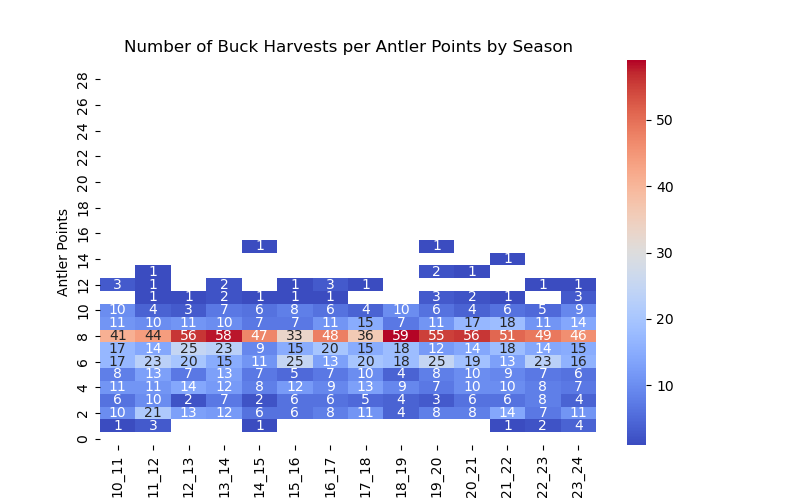 Number of Buck Harvests per Antler Points by Season
Antler Points
28
26
24
22
20
18
16
1 1
14
1
1 2 1
12
3 1 2 1 3 1 1 1
1 1 2 1 1 1 3 2 1 3
10
10 4 3 7 6 8 6 4 10 6 4 6 5 9
11 10 11 10 7 7 11 15 7 11 17 18 11 14
8
41 44 56 58 47 33 48 36 59 55 56 51 49 46
17 14 25 23 9 15 20 15 18 12 14 18 14 15
6
17 23 20 15 11 25 13 20 18 25 19 13 23 16
8 13 7 13 7 5 7 10 4 8 10 9 7 6
4
11 11 14 12 8 12 9 13 9 7 10 10 8 7
6 10 2 7 2 6 6 5 4 3 6 6 8 4
2
10 21 13 12 6 6 8 11 4 8 8 14 7 11
1 3 1 1 2 4
0
10_11 11_12 12_13 13_14 14_15 15_16 16_17 17_18 18_19 19_20 20_21 21_22 22_23 23_24
50
40
30
20
10